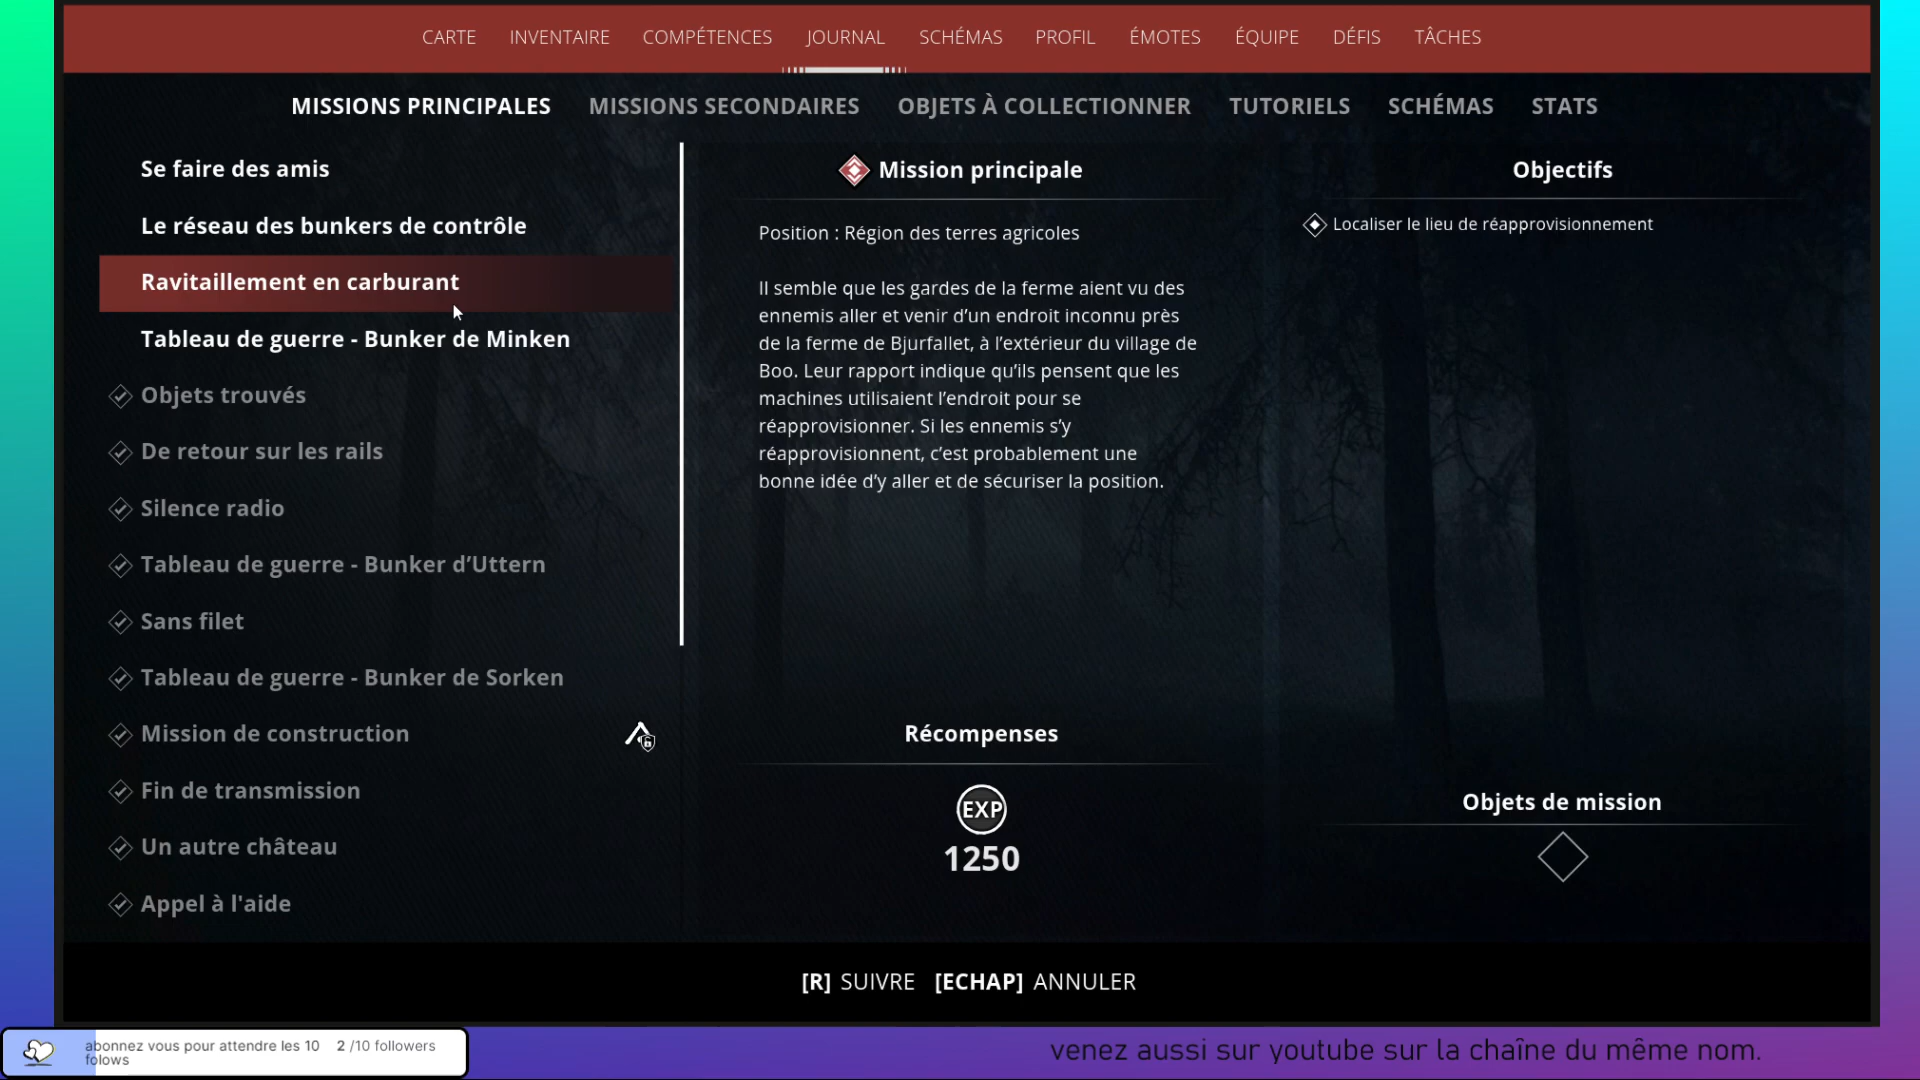 CARTE INVENTAIRE COMPÉTENCES JOURNAL SCHÉMAS PROFIL ÉMOTES ÉQUIPE DÉFIS TÂCHES
MISSIONS PRINCIPALES MISSIONS SECONDAIRES OBJETS À COLLECTIONNER TUTORIELS SCHÉMAS STATS
Se faire des amis
Le réseau des bunkers de contrôle
Ravitaillement en carburant
Tableau de guerre - Bunker de Minken
Objets trouvés
De retour sur les rails
Silence radio
Tableau de guerre - Bunker d’Uttern
Sans filet
Tableau de guerre - Bunker de Sorken
Mission de construction
Fin de transmission
Un autre château
Appel à l'aide
Mission principale
Position : Région des terres agricoles
Il semble que les gardes de la ferme aient vu des
ennemis aller et venir d’un endroit inconnu près
de la ferme de Bjurfallet, à l’extérieur du village de
Boo. Leur rapport indique qu’ils pensent que les
machines utilisaient l’endroit pour se
réapprovisionner. Si les ennemis s’y
réapprovisionnent, c’est probablement une
bonne idée d’y aller et de sécuriser la position.
Récompenses
EXP
1250
Objectifs
Localiser le lieu de réapprovisionnement
Objets de mission
[R] SUIVRE [ECHAP] ANNULER
abonnez vous pour attendre les 10 2 /10 followers
folows
venez aussi sur youtube sur la chaîne du même nom.